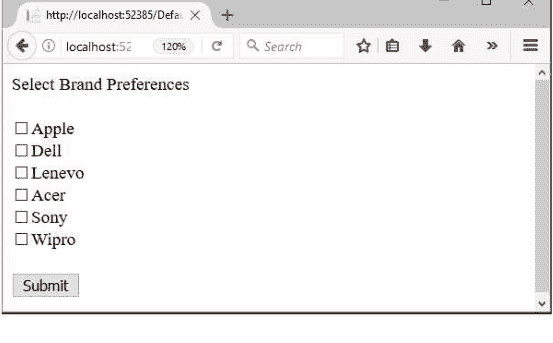 http://localhost:52385/Defa
localhost:52
120%
Search
Select Brand Preferences
Apple
Dell
Lenevo
Acer
Sony
Wipro
Submit